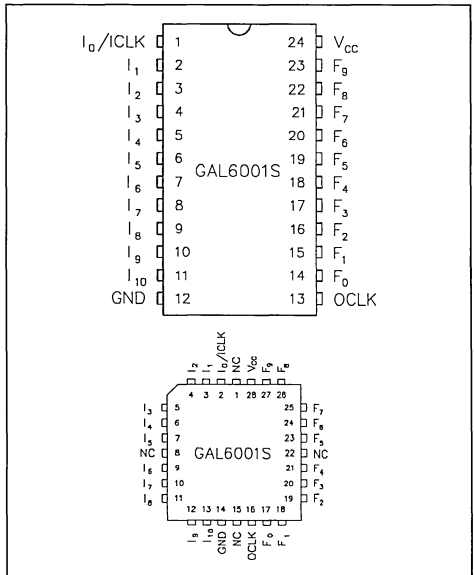 I₀/ICLK 1 24 VCC
I₁ 2 23 F₉
I₂ 3 22 F₈
I₃ 4 21 F₇
I₄ 5 20 F₆
I₅ 6 19 F₅
GAL6001S
I₆ 7 18 F₄
I₇ 8 17 F₃
I₈ 9 16 F₂
I₉ 10 15 F₁
I₁₀ 11 14 F₀
GND 12 13 OCLK
I₂ I₁ I₀/ICLK NC VCC F₉ F₈
4 3 2 1 28 27 26
I₃ 5 25 F₇
I₄ 6 24 F₆
I₅ 7 23 F₅
NC 8 GAL6001S 22 NC
I₆ 9 21 F₄
I₇ 10 20 F₃
I₈ 11 19 F₂
12 13 14 15 16 17 18
I₉ I₁₀ GND NC OCLK F₀ F₁